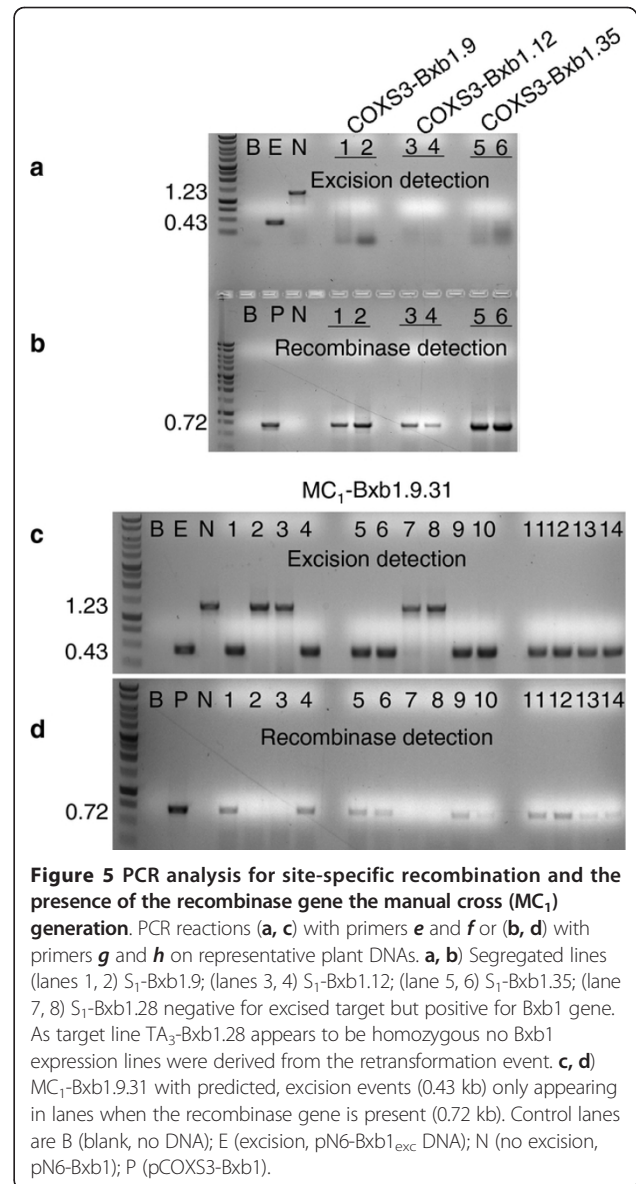 COXS3-Bxb1.9
COXS3-Bxb1.12
COXS3-Bxb1.35
a
B E N 1 2 3 4 5 6
Excision detection
1.23
0.43
B P N 1 2 3 4 5 6
b
Recombinase detection
0.72
MC₁-Bxb1.9.31
c
B E N 1 2 3 4 5 6 7 8 9 10 11 12 13 14
Excision detection
1.23
0.43
B P N 1 2 3 4 5 6 7 8 9 10 11 12 13 14
d
Recombinase detection
0.72
Figure 5 PCR analysis for site-specific recombination and the
presence of the recombinase gene the manual cross (MC₁)
generation. PCR reactions (a, c) with primers e and f or (b, d) with
primers g and h on representative plant DNAs. a, b) Segregated lines
(lanes 1, 2) S₁-Bxb1.9; (lanes 3, 4) S₁-Bxb1.12; (lane 5, 6) S₁-Bxb1.35; (lane
7, 8) S₁-Bxb1.28 negative for excised target but positive for Bxb1 gene.
As target line TA₃-Bxb1.28 appears to be homozygous no Bxb1
expression lines were derived from the retransformation event. c, d)
MC₁-Bxb1.9.31 with predicted, excision events (0.43 kb) only appearing
in lanes when the recombinase gene is present (0.72 kb). Control lanes
are B (blank, no DNA); E (excision, pN6-Bxb1exc DNA); N (no excision,
pN6-Bxb1); P (pCOXS3-Bxb1).